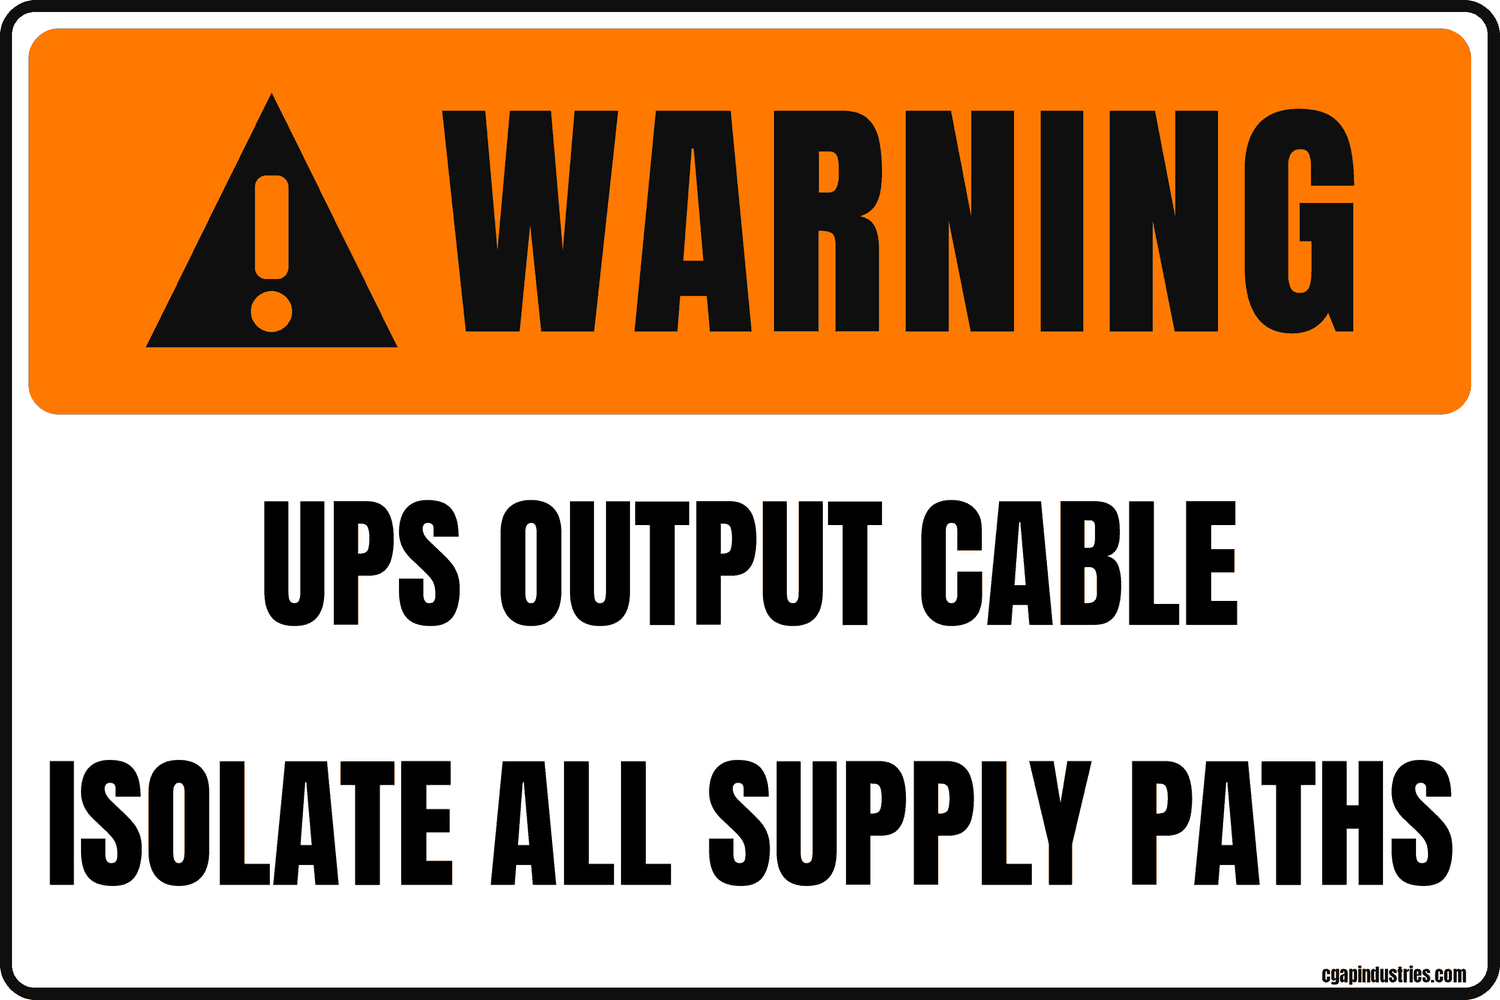 WARNING
UPS OUTPUT CABLE
ISOLATE ALL SUPPLY PATHS
cgapindustries.com